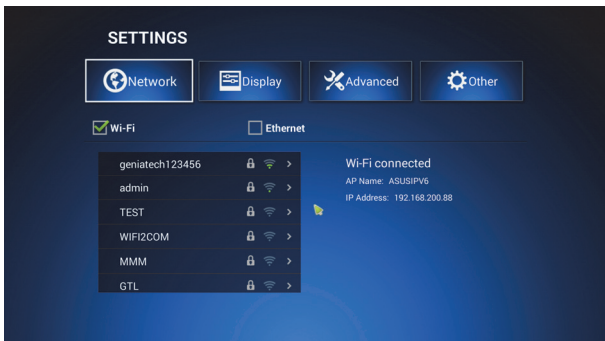 SETTINGS
Network Display Advanced Other
Wi-Fi Ethernet
geniatech123456
admin
TEST
WIFI2COM
MMM
GTL
Wi-Fi connected
AP Name: ASUSIPV6
IP Address: 192.168.200.88